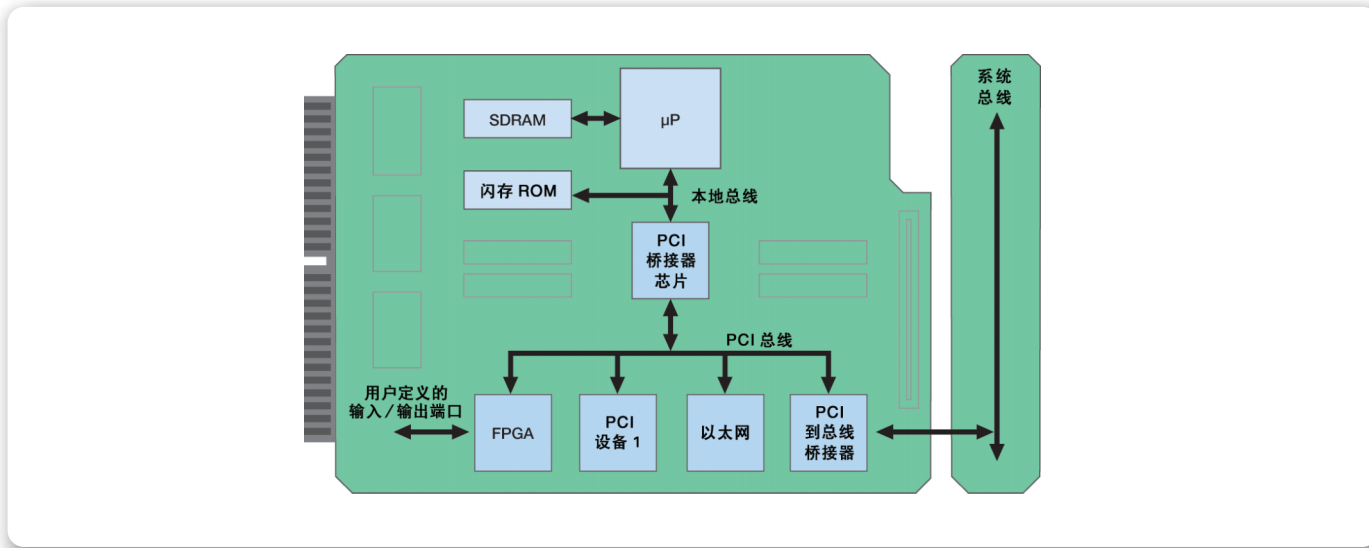 系统
总线
SDRAM
μP
闪存 ROM
本地总线
PCI
桥接器
芯片
PCI 总线
用户定义的
输入/输出端口
FPGA
PCI
设备 1
以太网
PCI
到总线
桥接器